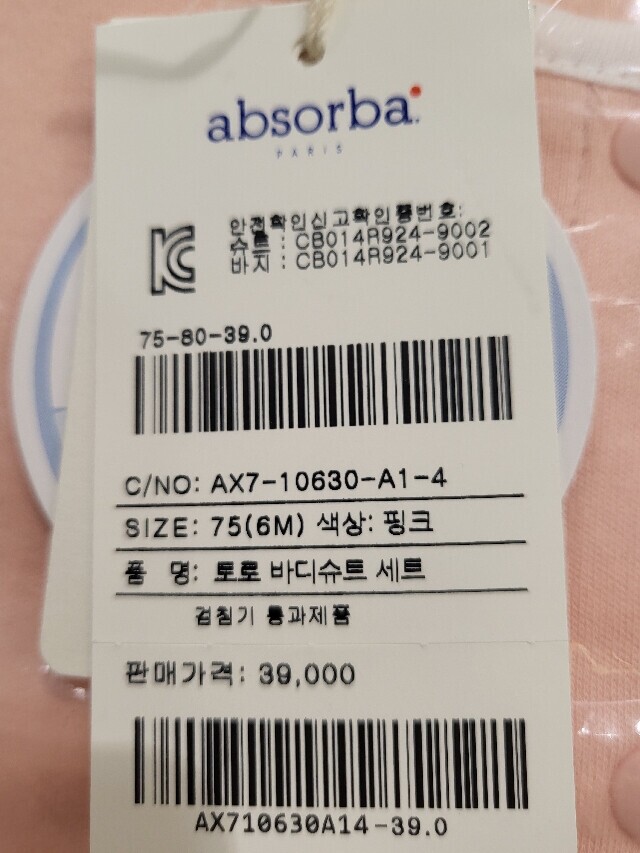 absorba
PARIS
안전확인신고확인증번호:
슈트 : CB014R924-9002
바지 : CB014R924-9001
75-80-39.0
C/NO: AX7-10630-A1-4
SIZE: 75(6M) 색상: 핑크
품 명: 토로 바디슈트 세트
검침기 통과제품
판매가격: 39,000
AX710630A14-39.0